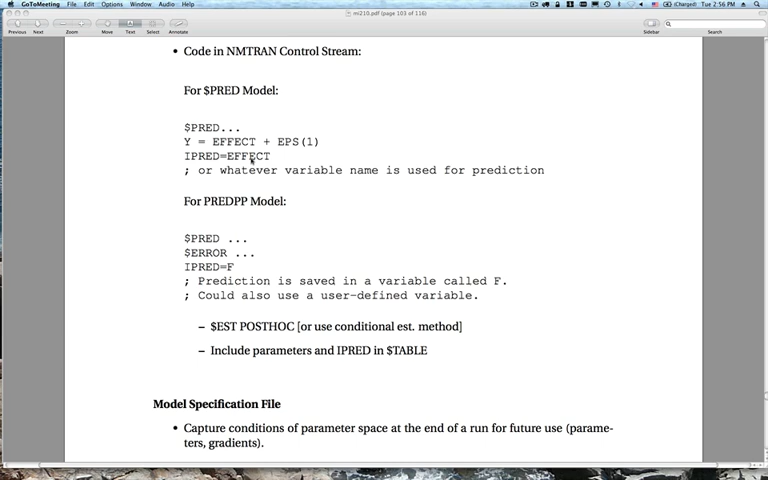 GoToMeeting File Edit Options Window Audio Help
(Charged) Tue 2:56 PM
mi210.pdf (page 103 of 116)
Previous Next Zoom Move Text Select Annotate Sidebar Search
• Code in NMTRAN Control Stream:
For $PRED Model:
$PRED...
Y = EFFECT + EPS(1)
IPRED=EFFECT
; or whatever variable name is used for prediction
For PREDPP Model:
$PRED ...
$ERROR ...
IPRED=F
; Prediction is saved in a variable called F.
; Could also use a user-defined variable.
– $EST POSTHOC [or use conditional est. method]
– Include parameters and IPRED in $TABLE
Model Specification File
• Capture conditions of parameter space at the end of a run for future use (parame-
ters, gradients).